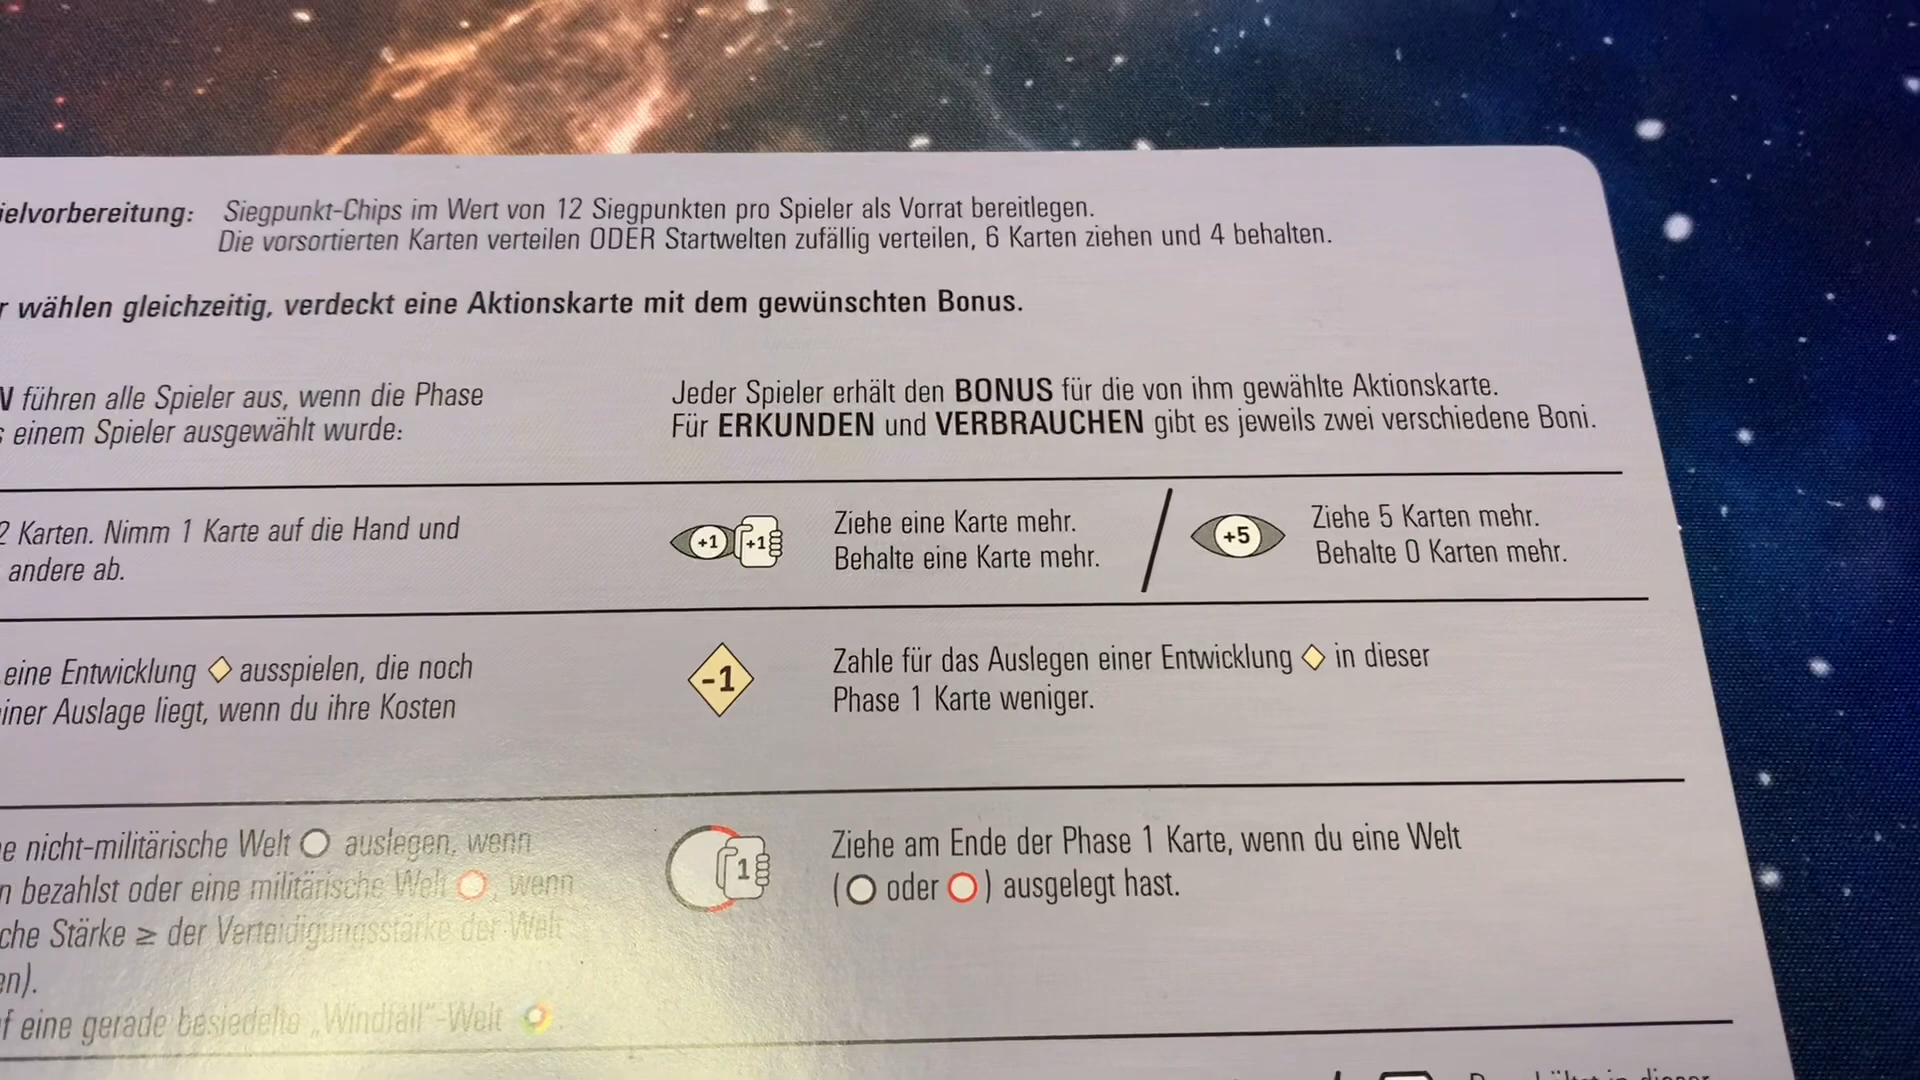 ielvorbereitung: Siegpunkt-Chips im Wert von 12 Siegpunkten pro Spieler als Vorrat bereitlegen.
Die vorsortierten Karten verteilen ODER Startwelten zufällig verteilen, 6 Karten ziehen und 4 behalten.
r wählen gleichzeitig, verdeckt eine Aktionskarte mit dem gewünschten Bonus.
N führen alle Spieler aus, wenn die Phase
s einem Spieler ausgewählt wurde:
Jeder Spieler erhält den BONUS für die von ihm gewählte Aktionskarte.
Für ERKUNDEN und VERBRAUCHEN gibt es jeweils zwei verschiedene Boni.
2 Karten. Nimm 1 Karte auf die Hand und
andere ab.
+1 +1
Ziehe eine Karte mehr.
Behalte eine Karte mehr.
+5
Ziehe 5 Karten mehr.
Behalte 0 Karten mehr.
eine Entwicklung ausspielen, die noch
iner Auslage liegt, wenn du ihre Kosten
-1
Zahle für das Auslegen einer Entwicklung in dieser
Phase 1 Karte weniger.
e nicht-militärische Welt auslegen, wenn
n bezahlst oder eine militärische Welt , wenn
che Stärke ≥ der Verteidigungsstärke der Welt
en).
f eine gerade besiedelte „Windfall"-Welt .
1
Ziehe am Ende der Phase 1 Karte, wenn du eine Welt
( oder ) ausgelegt hast.